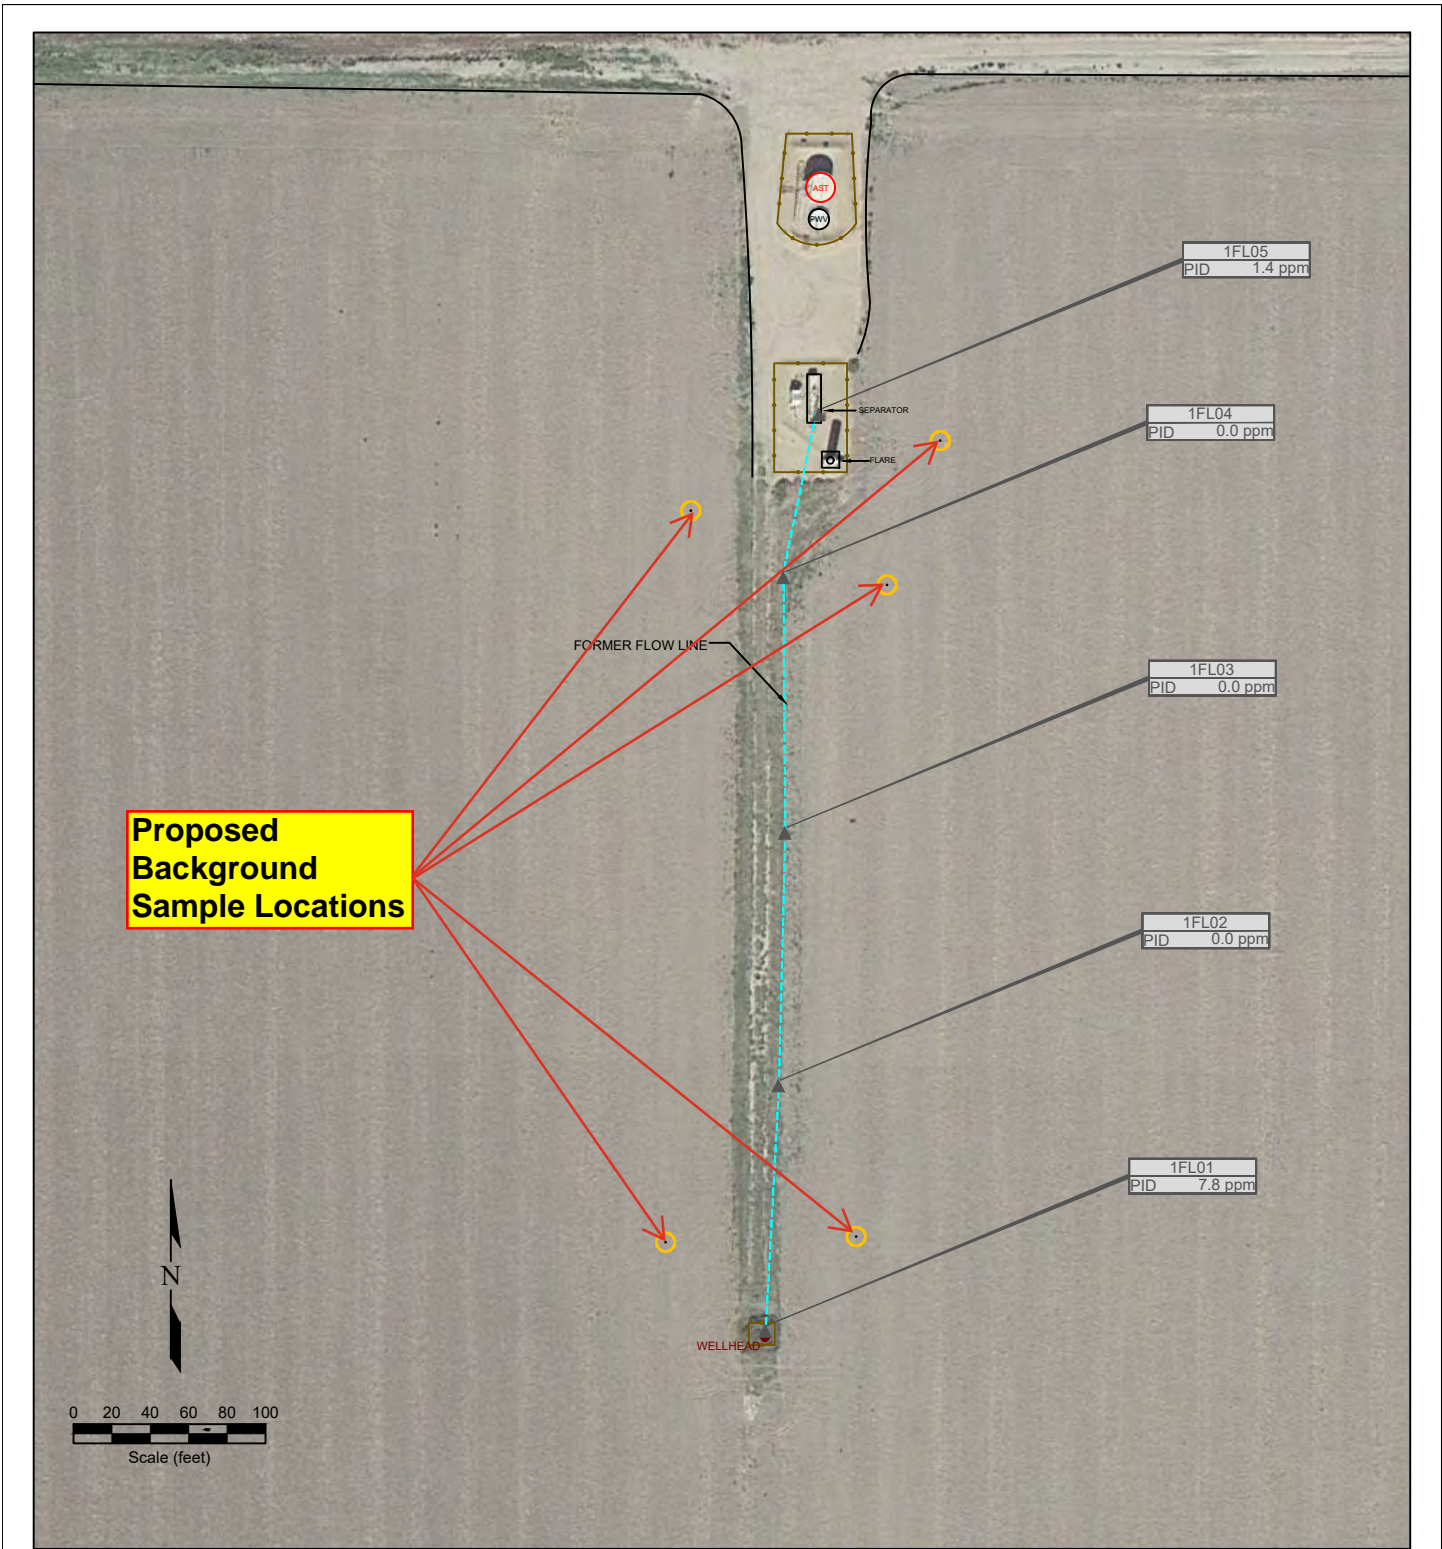 AST
PWV
1FL05
PID 1.4 ppm
SEPARATOR
1FL04
PID 0.0 ppm
FLARE
FORMER FLOW LINE
1FL03
PID 0.0 ppm
Proposed
Background
Sample Locations
1FL02
PID 0.0 ppm
1FL01
PID 7.8 ppm
N
WELLHEAD
0 20 40 60 80 100
Scale (feet)